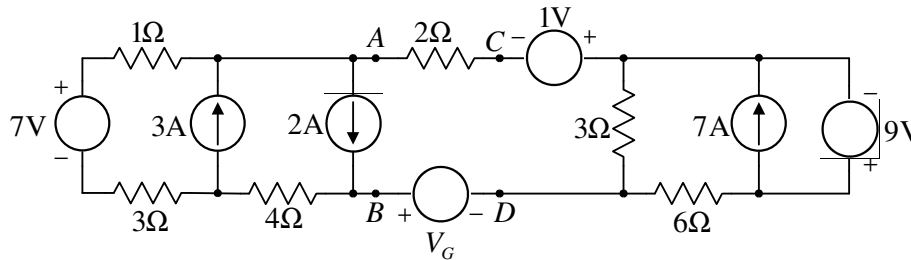 1V
1Ω A 2Ω C − +
+ 7V − 3A 2A 3Ω 7A − 9V +
3Ω 4Ω B + − D 6Ω
V_G